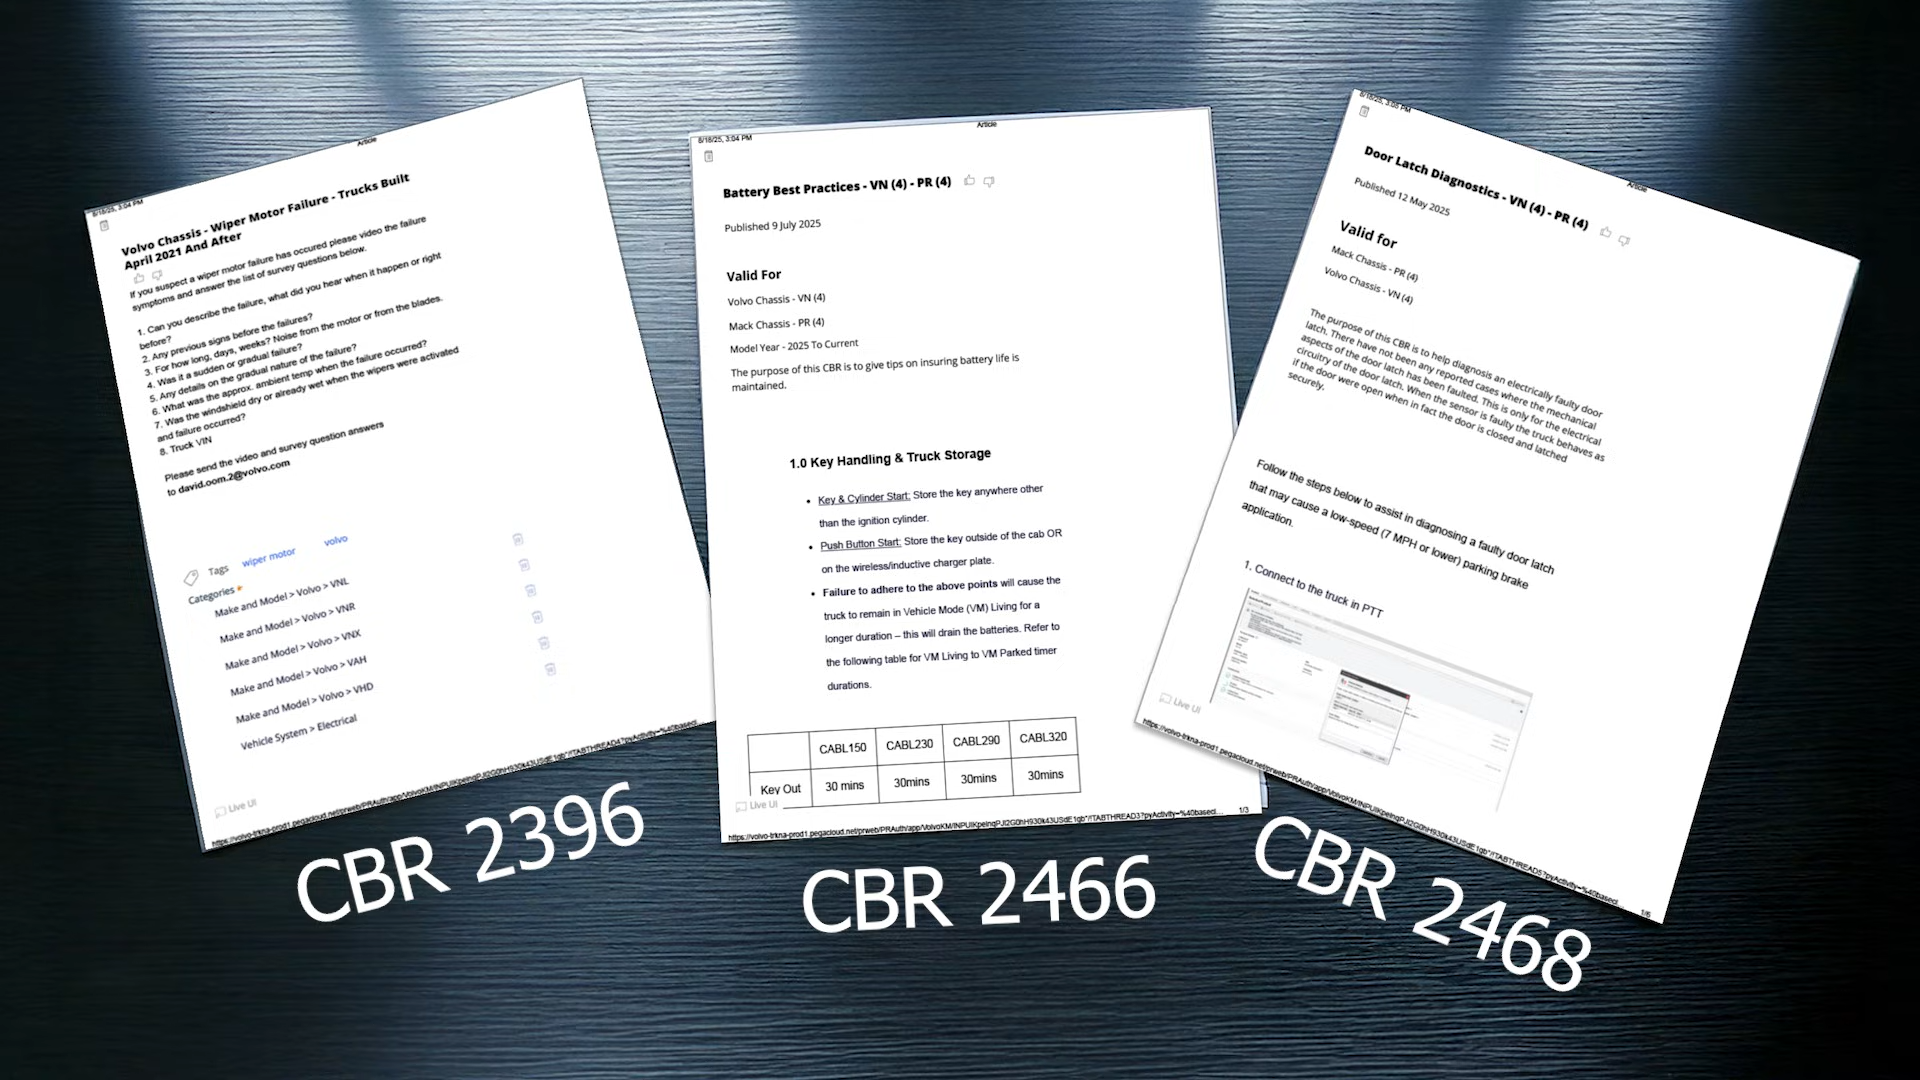 8/18/25, 3:04 PM
Article
Volvo Chassis - Wiper Motor Failure - Trucks Built
April 2021 And After
If you suspect a wiper motor failure has occured please video the failure
symptoms and answer the list of survey questions below.
1. Can you describe the failure, what did you hear when it happen or right
before?
2. Any previous signs before the failures?
3. For how long, days, weeks? Noise from the motor or from the blades.
4. Was it a sudden or gradual failure?
5. Any details on the gradual nature of the failure?
6. What was the approx. ambient temp when the failure occurred?
7. Was the windshield dry or already wet when the wipers were activated
and failure occurred?
8. Truck VIN
Please send the video and survey question answers
to david.oom.2@volvo.com
Tags wiper motor volvo
Categories
Make and Model > Volvo > VNL
Make and Model > Volvo > VNR
Make and Model > Volvo > VNX
Make and Model > Volvo > VAH
Make and Model > Volvo > VHD
Vehicle System > Electrical
Live UI
CBR 2396
8/18/25, 3:04 PM
Article
Battery Best Practices - VN (4) - PR (4)
Published 9 July 2025
Valid For
Volvo Chassis - VN (4)
Mack Chassis - PR (4)
Model Year - 2025 To Current
The purpose of this CBR is to give tips on insuring battery life is
maintained.
1.0 Key Handling & Truck Storage
• Key & Cylinder Start: Store the key anywhere other
than the ignition cylinder.
• Push Button Start: Store the key outside of the cab OR
on the wireless/inductive charger plate.
• Failure to adhere to the above points will cause the
truck to remain in Vehicle Mode (VM) Living for a
longer duration – this will drain the batteries. Refer to
the following table for VM Living to VM Parked timer
durations.
CABL150 CABL230 CABL290 CABL320
Key Out 30 mins 30mins 30mins 30mins
Live UI
1/3
CBR 2466
8/18/25, 3:05 PM
Article
Door Latch Diagnostics - VN (4) - PR (4)
Published 12 May 2025
Valid for
Mack Chassis - PR (4)
Volvo Chassis - VN (4)
The purpose of this CBR is to help diagnosis an electrically faulty door
latch. There have not been any reported cases where the mechanical
aspects of the door latch has been faulted. This is only for the electrical
circuitry of the door latch. When the sensor is faulty the truck behaves as
if the door were open when in fact the door is closed and latched
securely.
Follow the steps below to assist in diagnosing a faulty door latch
that may cause a low-speed (7 MPH or lower) parking brake
application.
1. Connect to the truck in PTT
Live UI
1/6
CBR 2468